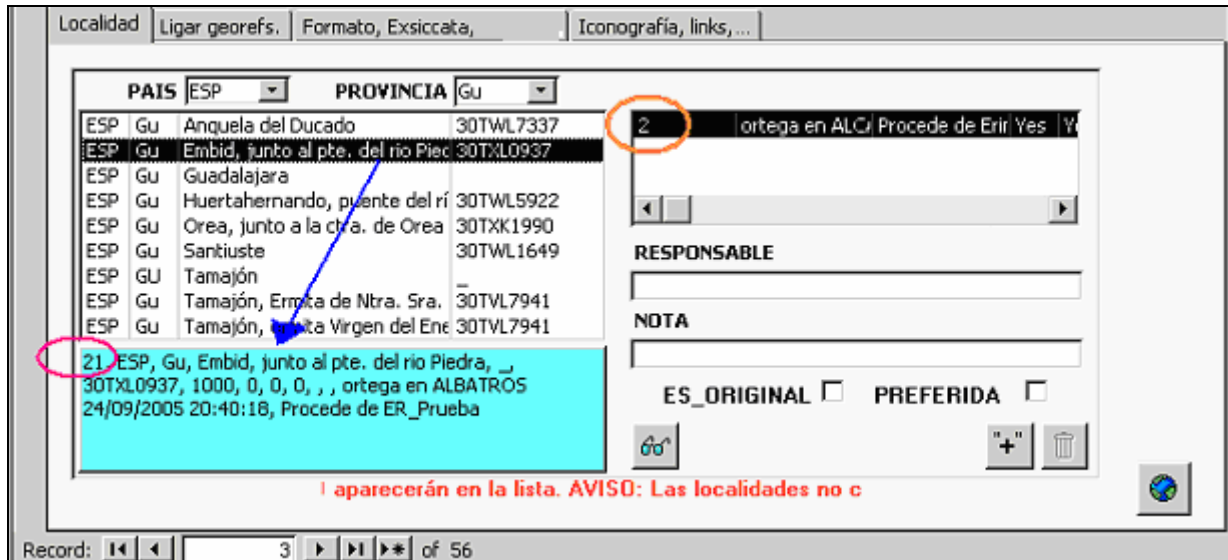 Localidad Ligar georefs. Formato, Exsiccata, Iconografía, links,...
PAIS ESP PROVINCIA Gu
ESP Gu Anquela del Ducado 30TWL7337
ESP Gu Embid, junto al pte. del rio Piec 30TXL0937
ESP Gu Guadalajara
ESP Gu Huertahernando, puente del rí 30TWL5922
ESP Gu Orea, junto a la ctra. de Orea 30TXK1990
ESP Gu Santiuste 30TWL1649
ESP GU Tamajón _
ESP Gu Tamajón, Ermita de Ntra. Sra. 30TVL7941
ESP Gu Tamajón, ermita Virgen del Ene 30TVL7941
21, ESP, Gu, Embid, junto al pte. del rio Piedra, _,
30TXL0937, 1000, 0, 0, 0, , , ortega en ALBATROS
24/09/2005 20:40:18, Procede de ER_Prueba
2 ortega en ALC Procede de Erir Yes
RESPONSABLE
NOTA
ES_ORIGINAL PREFERIDA
"+"
aparecerán en la lista. AVISO: Las localidades no c
Record: 3 of 56